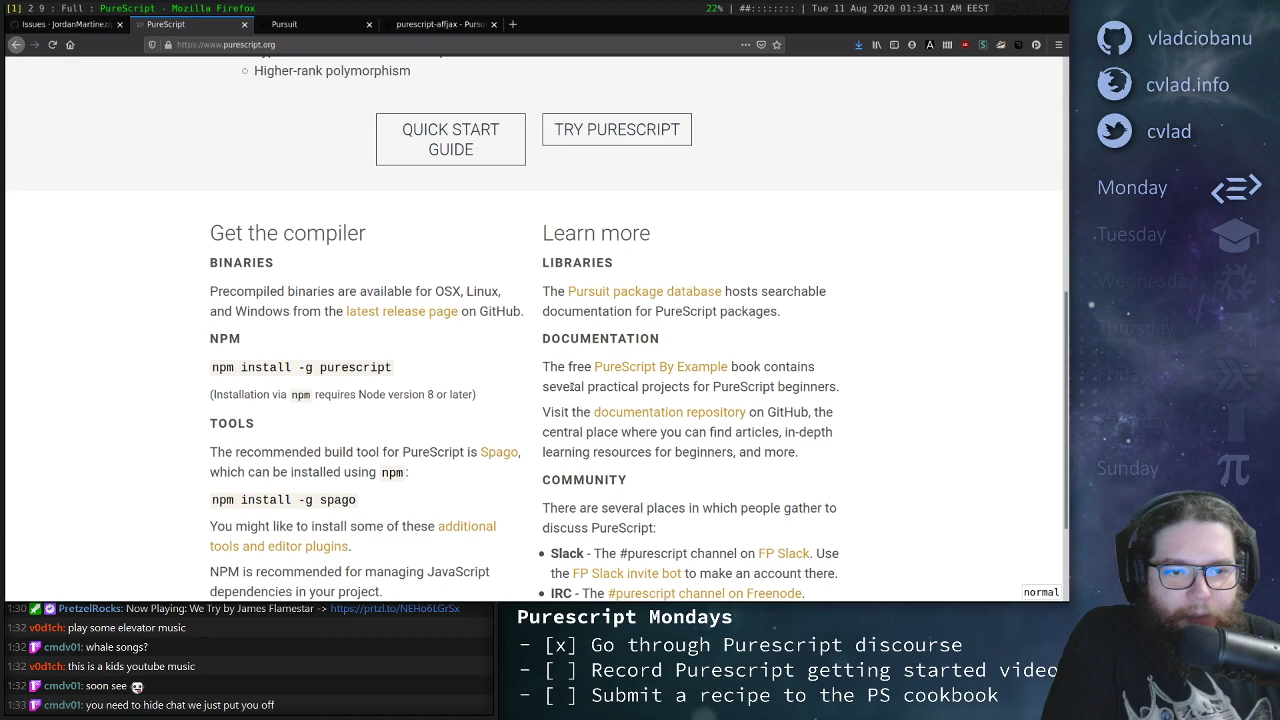 [1] 2 9 : Full : PureScript - Mozilla Firefox
22% | ##:::::::: | Tue 11 Aug 2020 01:34:11 AM EEST
Issues · JordanMartinez/
PureScript
Pursuit
purescript-affjax - Pursu
https://www.purescript.org
Higher-rank polymorphism
QUICK START
GUIDE
TRY PURESCRIPT
Get the compiler
BINARIES
Precompiled binaries are available for OSX, Linux,
and Windows from the latest release page on GitHub.
NPM
npm install -g purescript
(Installation via npm requires Node version 8 or later)
TOOLS
The recommended build tool for PureScript is Spago,
which can be installed using npm:
npm install -g spago
You might like to install some of these additional
tools and editor plugins.
NPM is recommended for managing JavaScript
dependencies in your project.
Learn more
LIBRARIES
The Pursuit package database hosts searchable
documentation for PureScript packages.
DOCUMENTATION
The free PureScript By Example book contains
several practical projects for PureScript beginners.
Visit the documentation repository on GitHub, the
central place where you can find articles, in-depth
learning resources for beginners, and more.
COMMUNITY
There are several places in which people gather to
discuss PureScript:
Slack - The #purescript channel on FP Slack. Use
the FP Slack invite bot to make an account there.
IRC - The #purescript channel on Freenode.
normal
vladciobanu
cvlad.info
cvlad
Monday
Tuesday
Wednesday
Thursday
Friday
Saturday
Sunday
1:30 PretzelRocks: Now Playing: We Try by James Flamestar -> https://prtzl.to/NEHo6LGrSx
1:32 v0d1ch: play some elevator music
1:32 cmdv01: whale songs?
1:32 v0d1ch: this is a kids youtube music
1:32 cmdv01: soon see
1:33 cmdv01: you need to hide chat we just put you off
Purescript Mondays
- [x] Go through Purescript discourse
- [ ] Record Purescript getting started video
- [ ] Submit a recipe to the PS cookbook